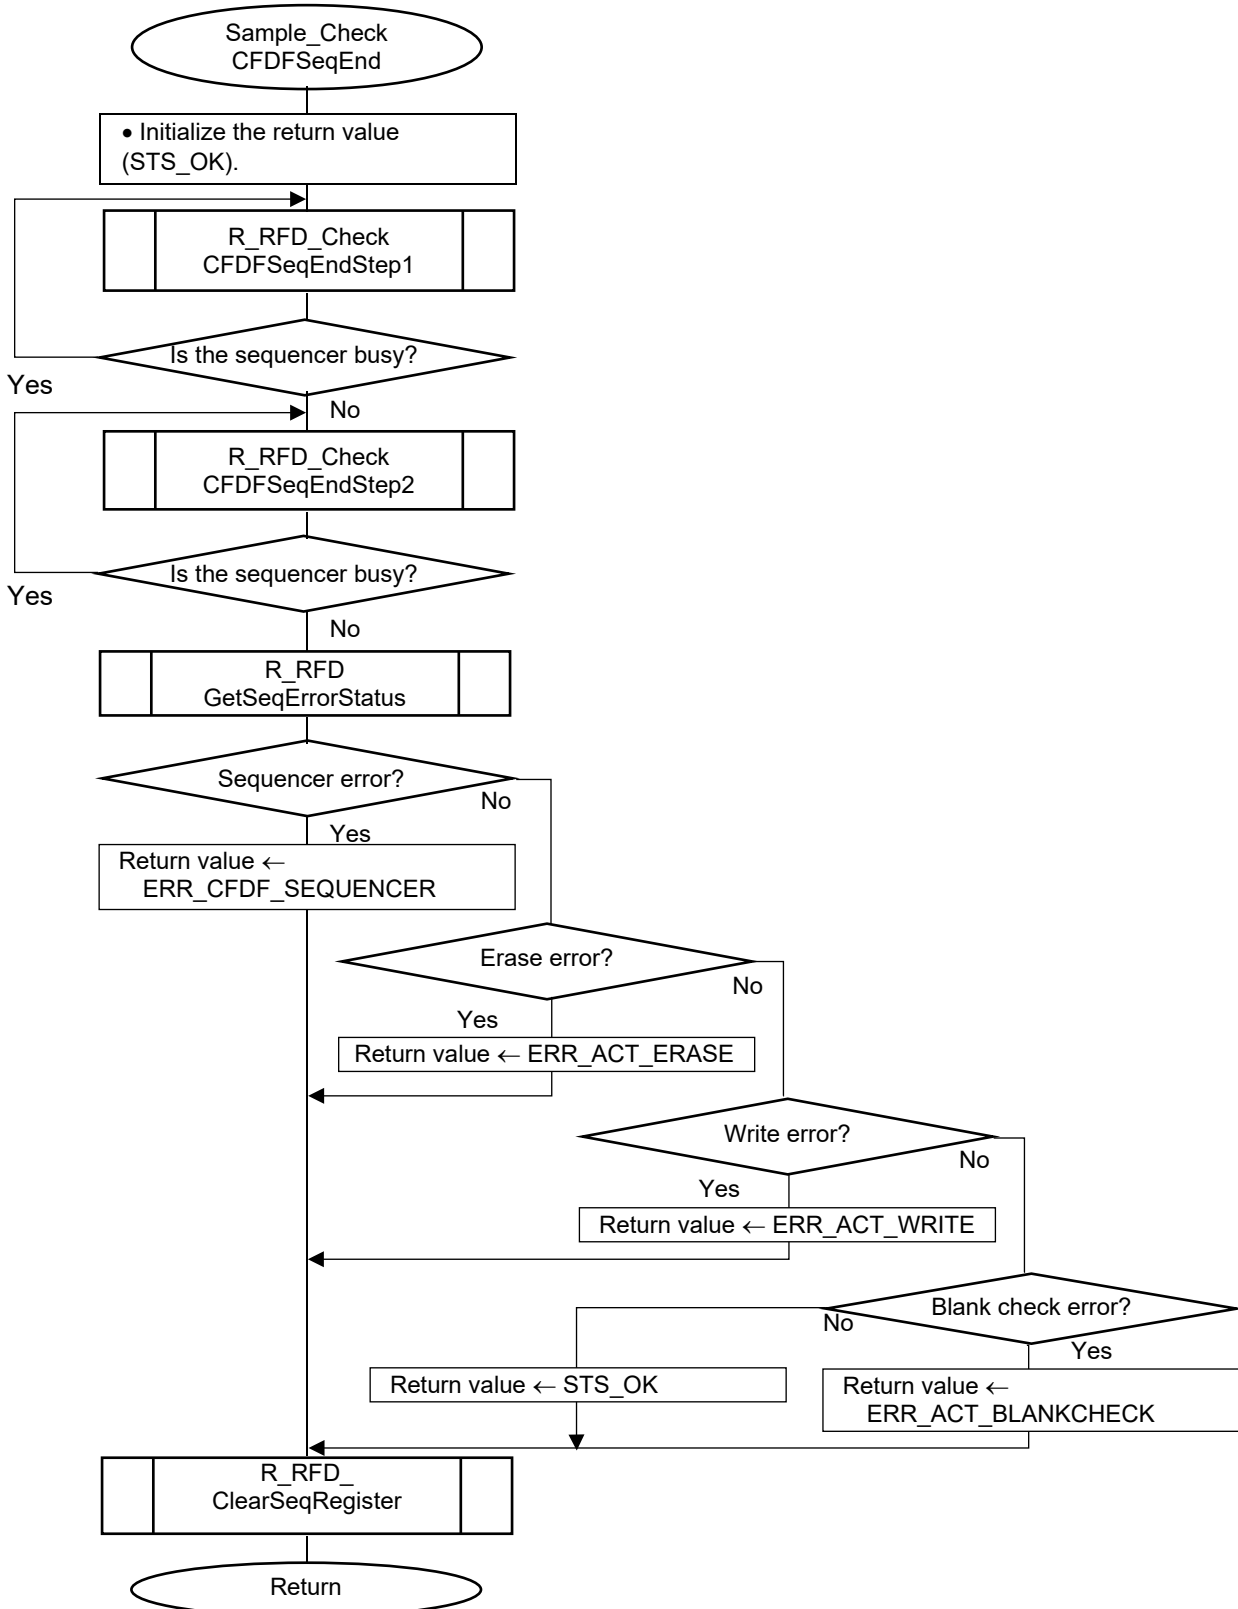 Sample_Check
CFDFSeqEnd
• Initialize the return value
(STS_OK).
R_RFD_Check
CFDFSeqEndStep1
Is the sequencer busy?
Yes
No
R_RFD_Check
CFDFSeqEndStep2
Is the sequencer busy?
Yes
No
R_RFD
GetSeqErrorStatus
Sequencer error?
No
Yes
Return value ←
ERR_CFDF_SEQUENCER
Erase error?
No
Yes
Return value ← ERR_ACT_ERASE
Write error?
No
Yes
Return value ← ERR_ACT_WRITE
Blank check error?
No
Yes
Return value ← STS_OK
Return value ←
ERR_ACT_BLANKCHECK
R_RFD_
ClearSeqRegister
Return